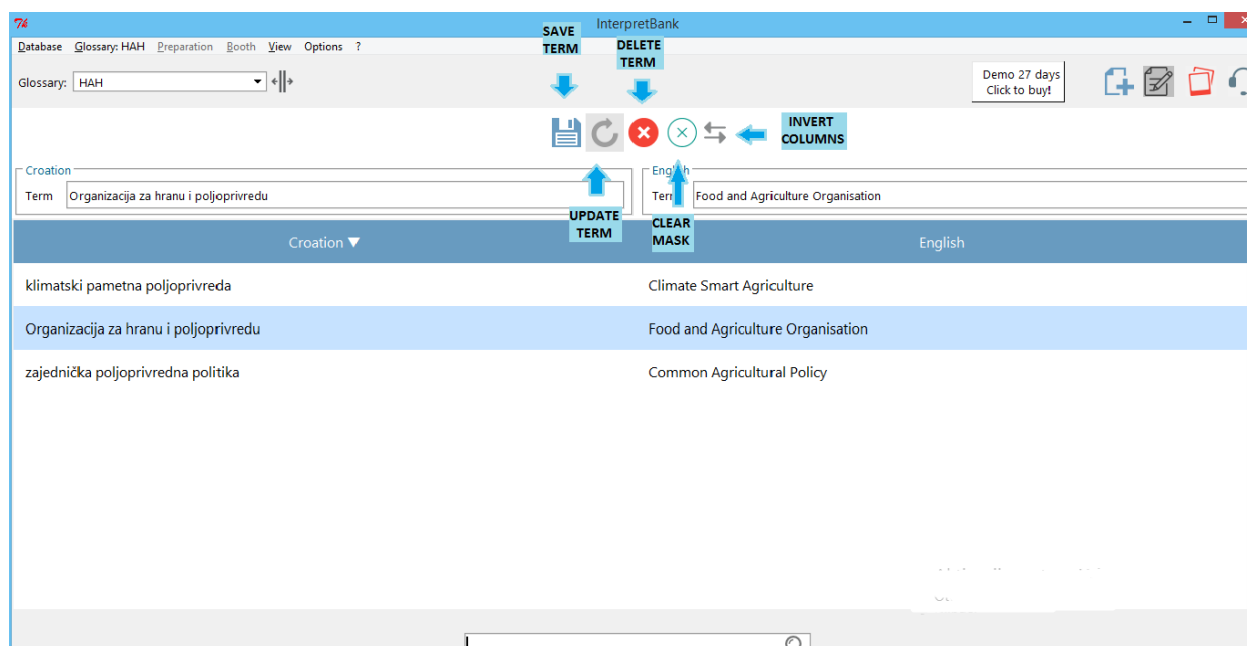 InterpretBank
SAVE
TERM
DELETE
TERM
Database Glossary: HAH Preparation Booth View Options ?
Glossary: HAH
Demo 27 days
Click to buy!
INVERT
COLUMNS
Croation
Term Organizacija za hranu i poljoprivredu
English
Term Food and Agriculture Organisation
UPDATE
TERM
CLEAR
MASK
Croation ▼ English
klimatski pametna poljoprivreda Climate Smart Agriculture
Organizacija za hranu i poljoprivredu Food and Agriculture Organisation
zajednička poljoprivredna politika Common Agricultural Policy